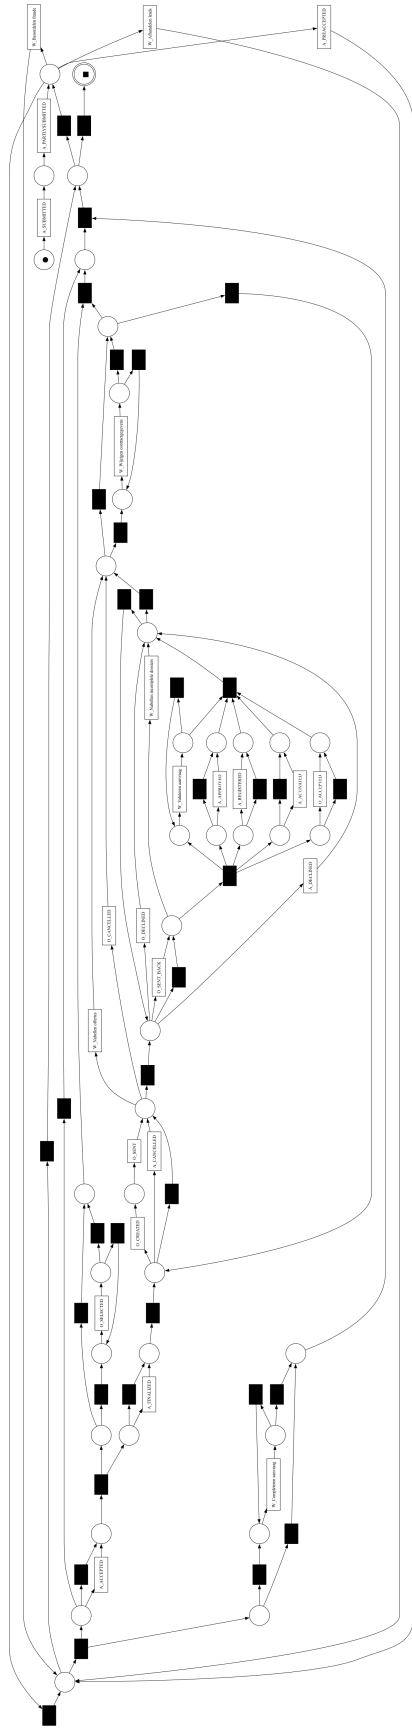 W_Beoordelen fraude
W_Afhandelen leads
A_PREACCEPTED
A_PARTLYSUBMITTED
A_SUBMITTED
W_Wijzigen contractgegevens
W_Nabellen incomplete dossiers
W_Valideren aanvraag
A_APPROVED
A_REGISTERED
A_ACTIVATED
O_ACCEPTED
A_DECLINED
O_CANCELLED
O_DECLINED
O_SENT_BACK
W_Nabellen offertes
O_SENT
A_CANCELLED
O_CREATED
O_SELECTED
A_FINALIZED
W_Completeren aanvraag
A_ACCEPTED